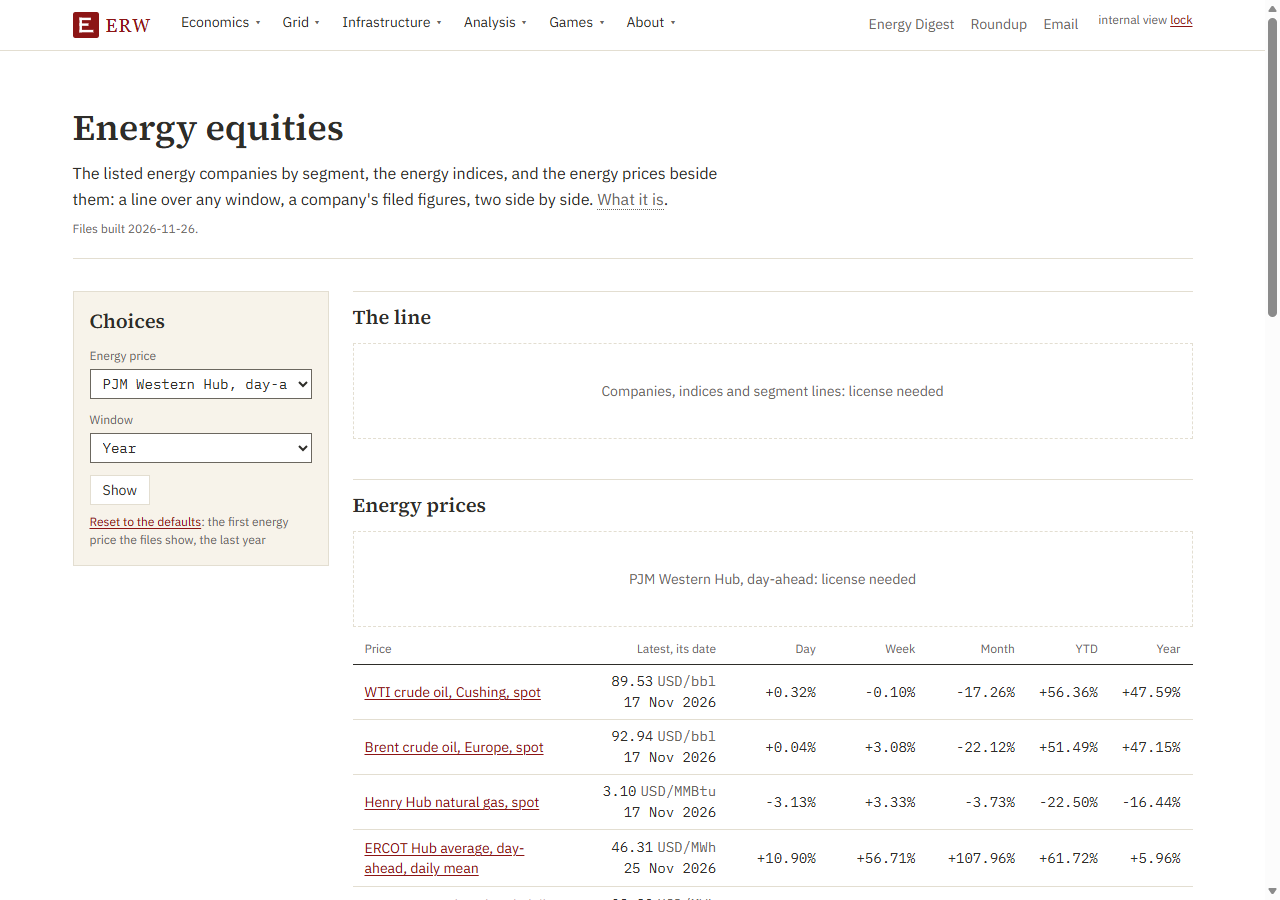 E ERW
Economics ▾ Grid ▾ Infrastructure ▾ Analysis ▾ Games ▾ About ▾
Energy Digest Roundup Email internal view lock
Energy equities
The listed energy companies by segment, the energy indices, and the energy prices beside
them: a line over any window, a company's filed figures, two side by side. What it is.
Files built 2026-11-26.
Choices
Energy price
PJM Western Hub, day-a
Window
Year
Show
Reset to the defaults: the first energy
price the files show, the last year
The line
Companies, indices and segment lines: license needed
Energy prices
PJM Western Hub, day-ahead: license needed
Price Latest, its date Day Week Month YTD Year
WTI crude oil, Cushing, spot 89.53 USD/bbl +0.32% -0.10% -17.26% +56.36% +47.59%
17 Nov 2026
Brent crude oil, Europe, spot 92.94 USD/bbl +0.04% +3.08% -22.12% +51.49% +47.15%
17 Nov 2026
Henry Hub natural gas, spot 3.10 USD/MMBtu -3.13% +3.33% -3.73% -22.50% -16.44%
17 Nov 2026
ERCOT Hub average, day- 46.31 USD/MWh +10.90% +56.71% +107.96% +61.72% +5.96%
ahead, daily mean 25 Nov 2026